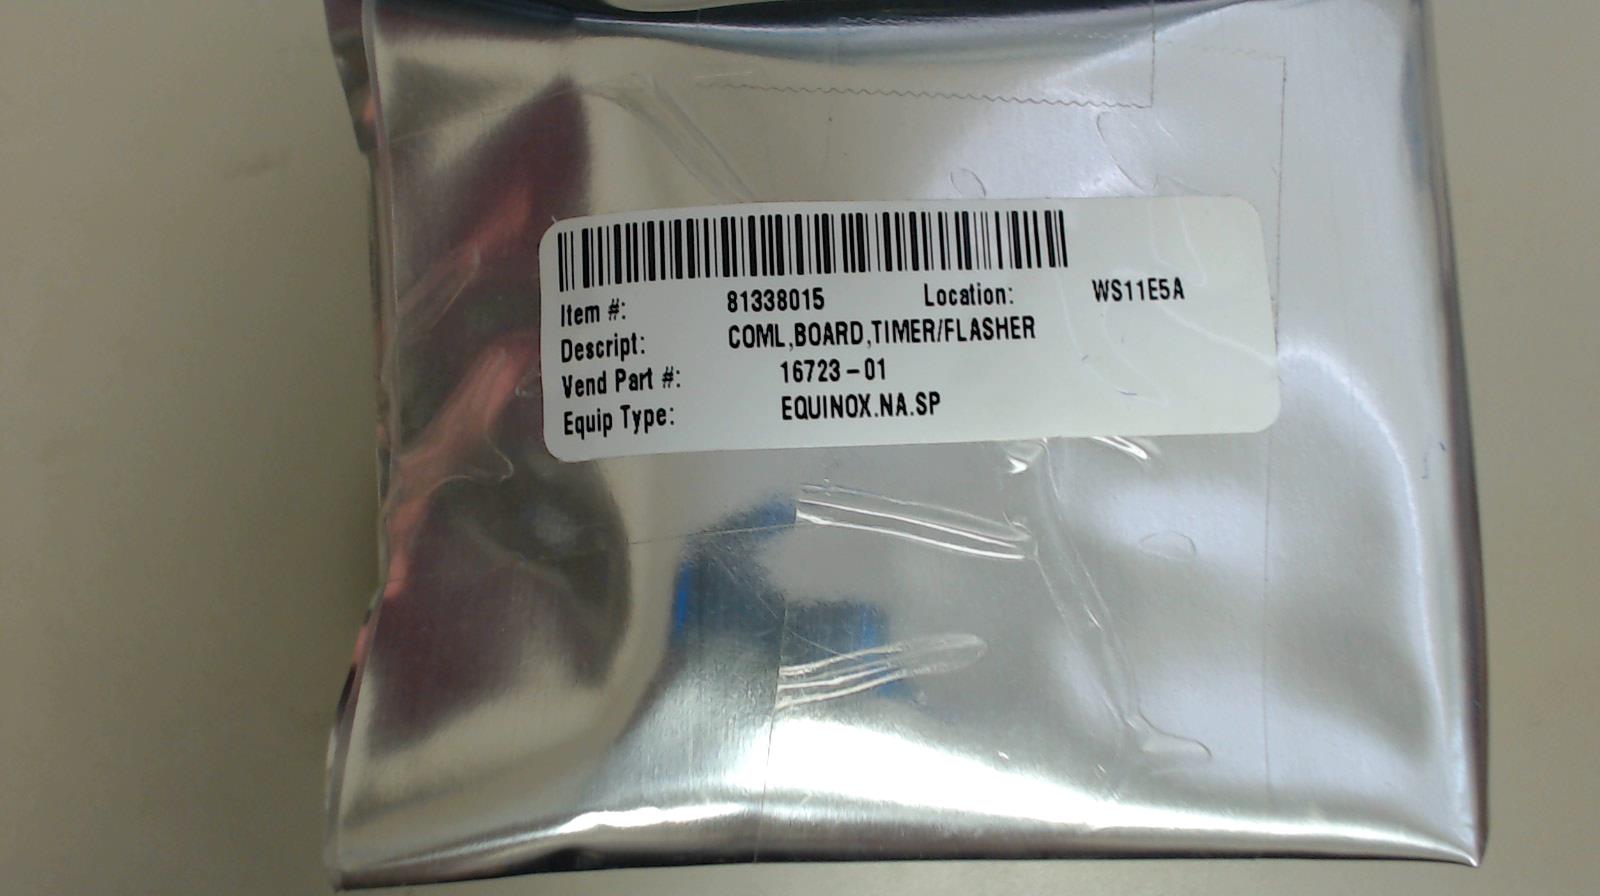 Item #: 81338015 Location: WS11E5A
Descript: COML,BOARD,TIMER/FLASHER
Vend Part #: 16723-01
Equip Type: EQUINOX.NA.SP